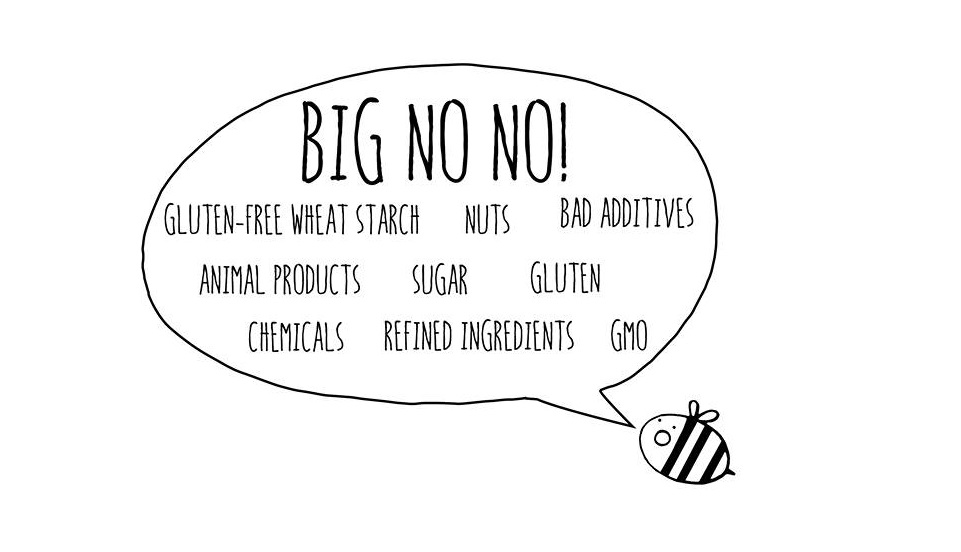 BIG NO NO!
GLUTEN-FREE WHEAT STARCH NUTS BAD ADDITIVES
ANIMAL PRODUCTS SUGAR GLUTEN
CHEMICALS REFINED INGREDIENTS GMO